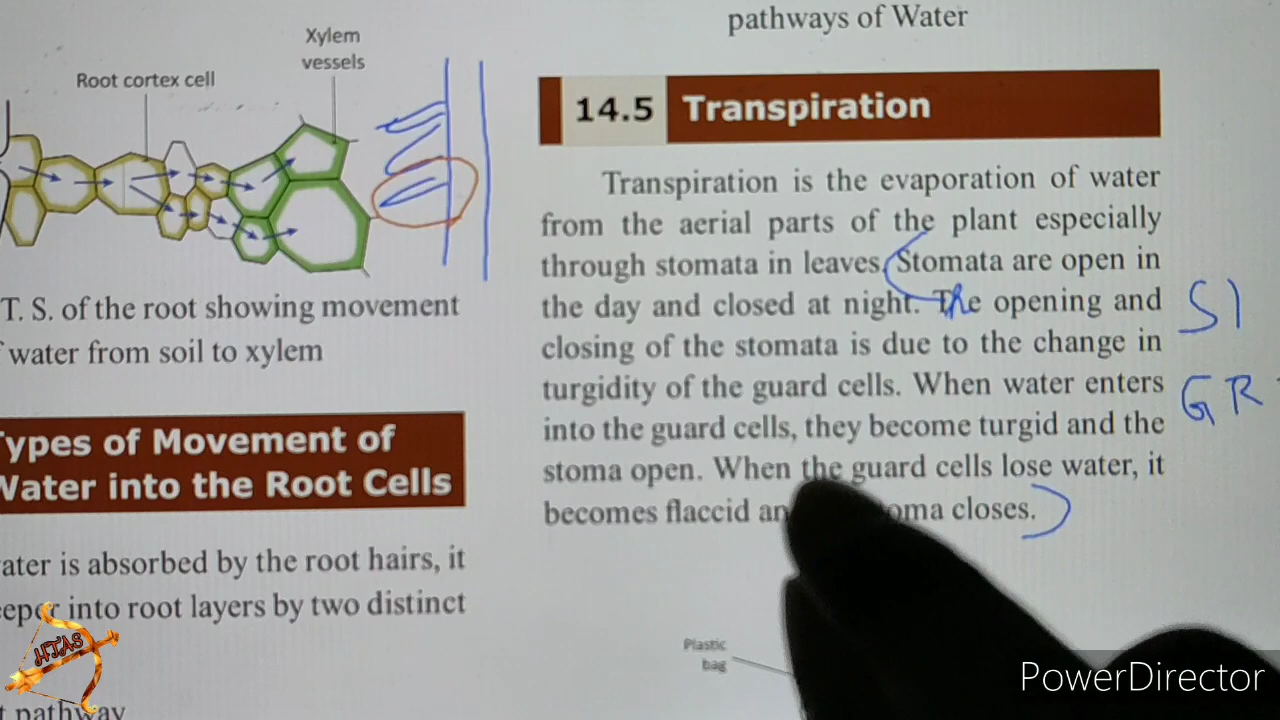 pathways of Water
Xylem
vessels
Root cortex cell
T. S. of the root showing movement
water from soil to xylem
Types of Movement of
Water into the Root Cells
ater is absorbed by the root hairs, it
eeper into root layers by two distinct
t pathway
14.5 Transpiration
Transpiration is the evaporation of water
from the aerial parts of the plant especially
through stomata in leaves. Stomata are open in
the day and closed at night. The opening and
closing of the stomata is due to the change in
turgidity of the guard cells. When water enters
into the guard cells, they become turgid and the
stoma open. When the guard cells lose water, it
becomes flaccid an oma closes.
SI
GR
Plastic
bag
HTAS
PowerDirector